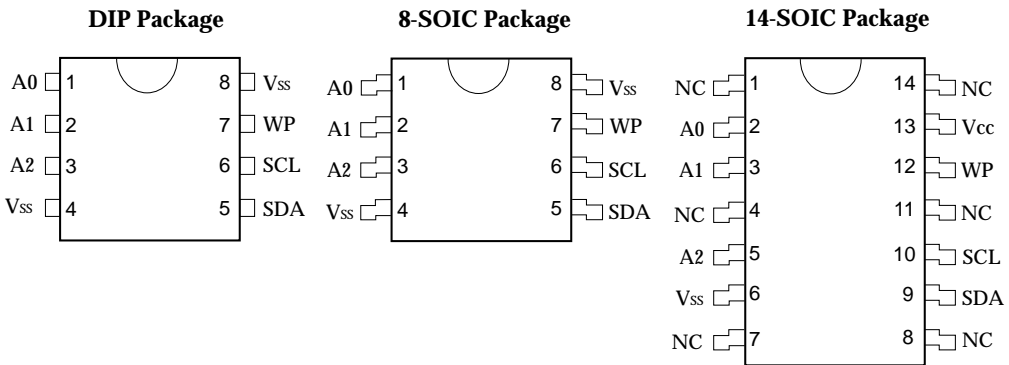 DIP Package
A0 1 8 Vss
A1 2 7 WP
A2 3 6 SCL
Vss 4 5 SDA
8-SOIC Package
A0 1 8 Vss
A1 2 7 WP
A2 3 6 SCL
Vss 4 5 SDA
14-SOIC Package
NC 1 14 NC
A0 2 13 Vcc
A1 3 12 WP
NC 4 11 NC
A2 5 10 SCL
Vss 6 9 SDA
NC 7 8 NC